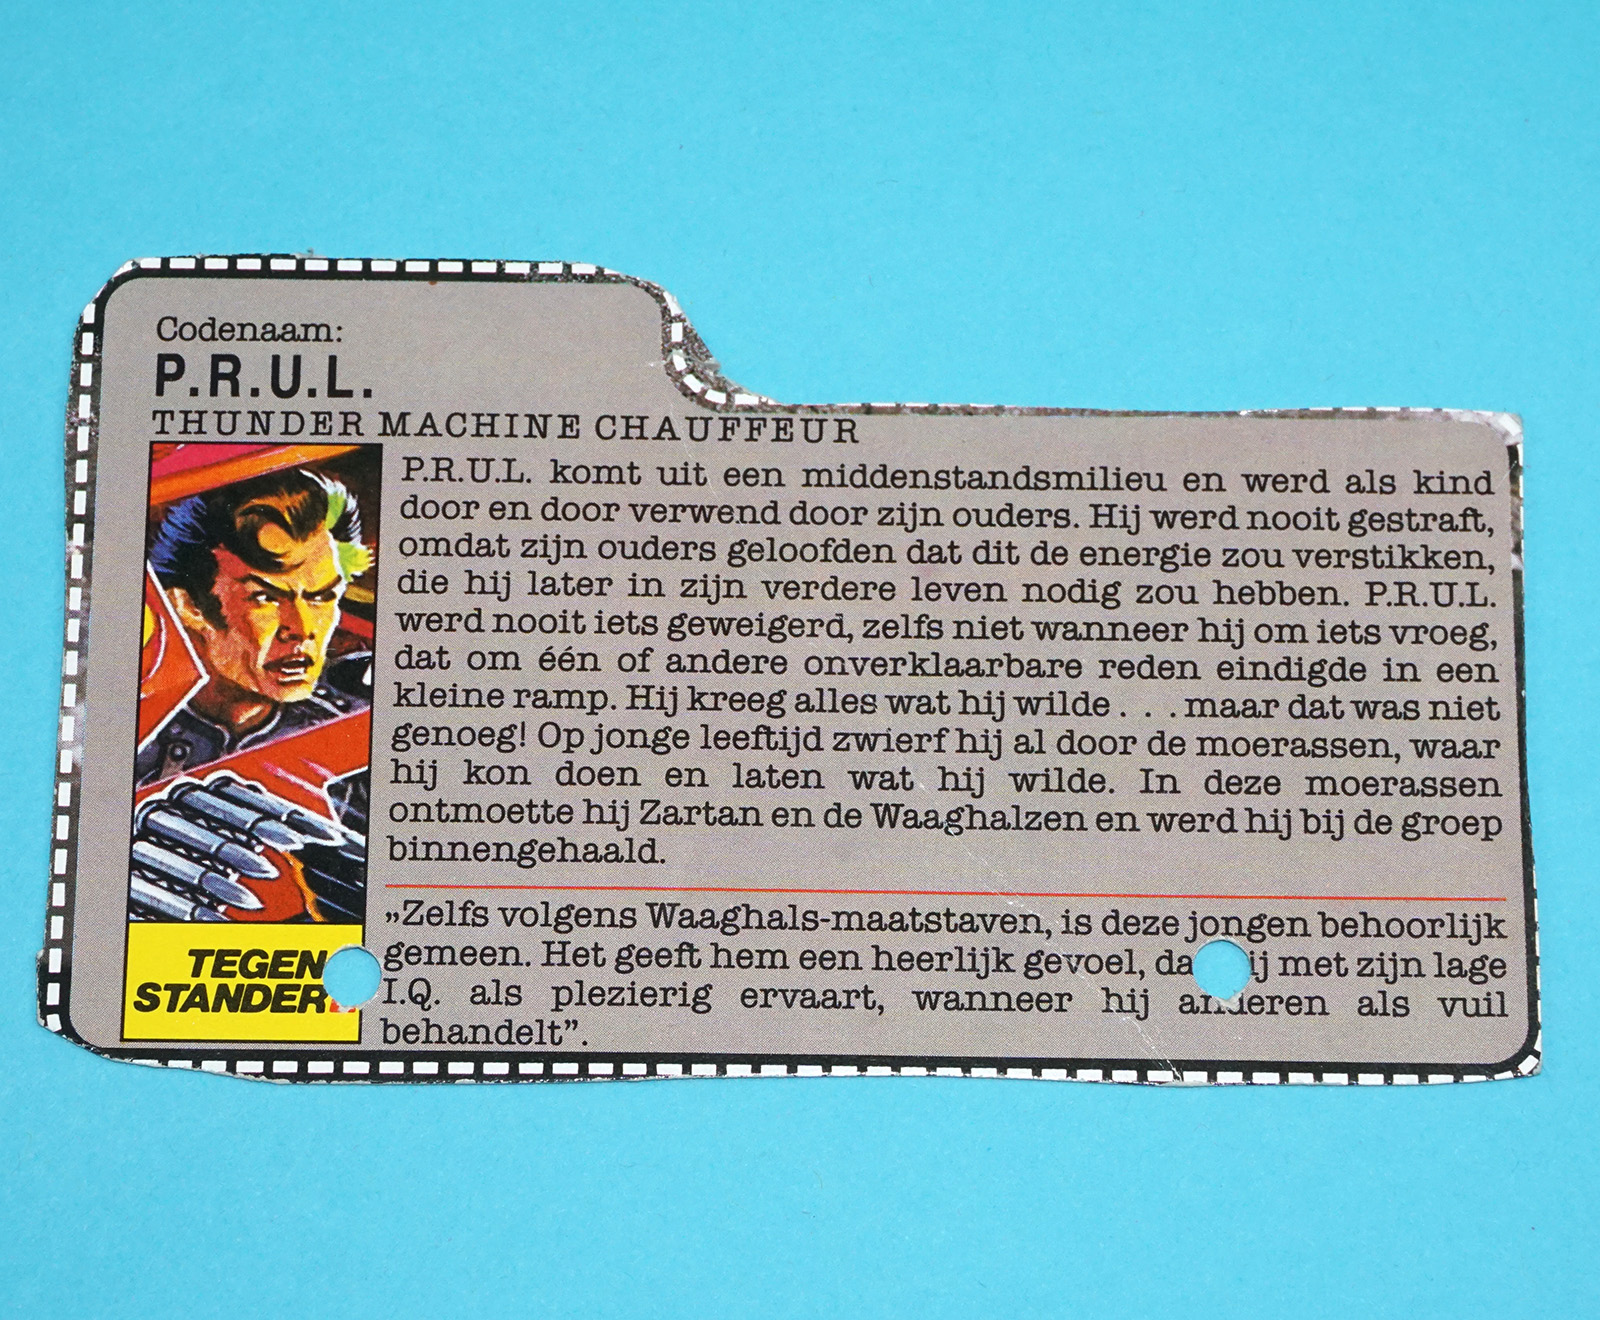 Codenaam:
P.R.U.L.
THUNDER MACHINE CHAUFFEUR
P.R.U.L. komt uit een middenstandsmilieu en werd als kind
door en door verwend door zijn ouders. Hij werd nooit gestraft,
omdat zijn ouders geloofden dat dit de energie zou verstikken,
die hij later in zijn verdere leven nodig zou hebben. P.R.U.L.
werd nooit iets geweigerd, zelfs niet wanneer hij om iets vroeg,
dat om één of andere onverklaarbare reden eindigde in een
kleine ramp. Hij kreeg alles wat hij wilde . . . maar dat was niet
genoeg! Op jonge leeftijd zwierf hij al door de moerassen, waar
hij kon doen en laten wat hij wilde. In deze moerassen
ontmoette hij Zartan en de Waaghalzen en werd hij bij de groep
binnengehaald.
„Zelfs volgens Waaghals-maatstaven, is deze jongen behoorlijk
gemeen. Het geeft hem een heerlijk gevoel, met zijn lage
I.Q. als plezierig ervaart, wanneer hij anderen als vuil
behandelt”.
TEGEN
STANDER